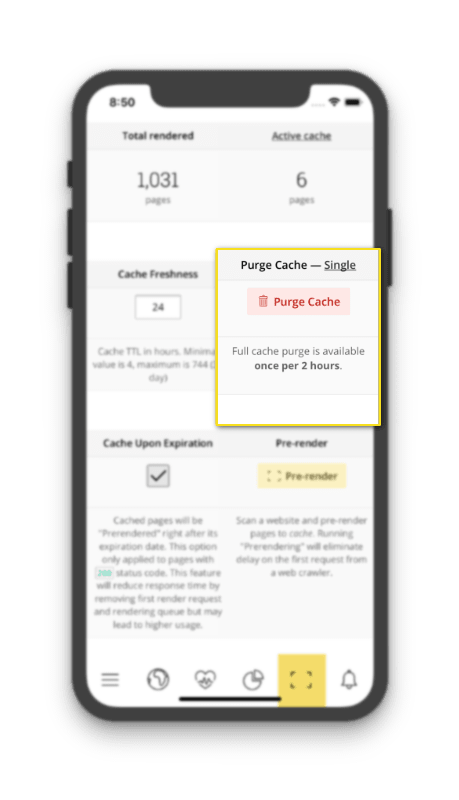 8:50
Total rendered
Active cache
1,031
6
pages
pages
Cache Freshness
Purge Cache — Single
24
Purge Cache
Cache TTL in hours. Minima
value is 4, maximum is 744 (
day)
Full cache purge is available
once per 2 hours.
Cache Upon Expiration
Pre-render
Pre-render
Cached pages will be
"Prerendered" right after its
expiration date. This option
only applied to pages with
200 status code. This feature
will reduce response time by
removing first render request
and rendering queue but may
lead to higher usage.
Scan a website and pre-render
pages to cache. Running
"Prerendering" will eliminate
delay on the first request from
a web crawler.